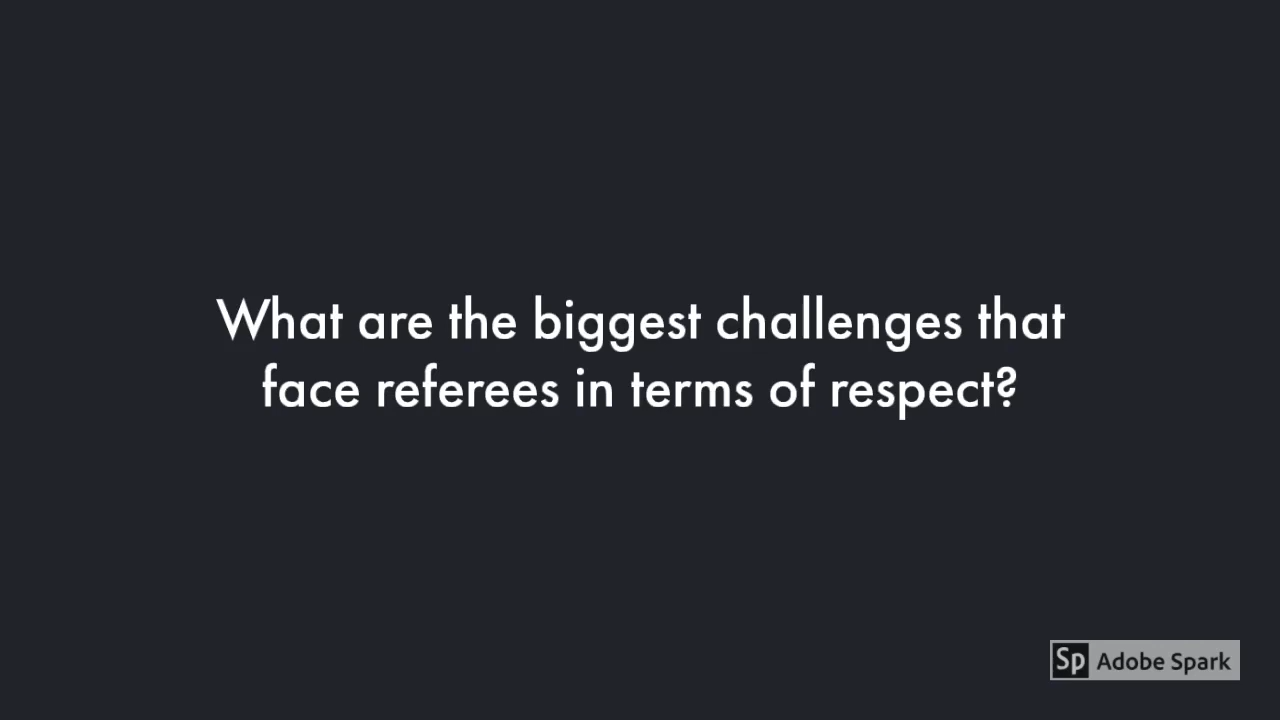 What are the biggest challenges that
face referees in terms of respect?
Sp Adobe Spark